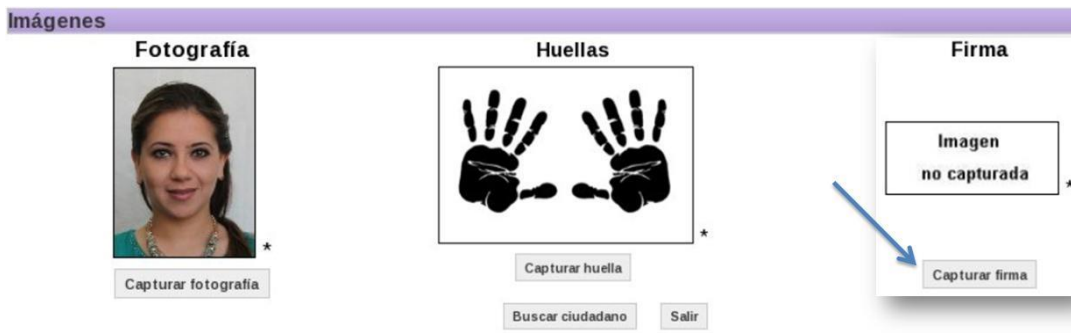 Imágenes
Fotografía
Huellas
Firma
Imagen
no capturada
*
*
*
Capturar fotografía
Capturar huella
Capturar firma
Buscar ciudadano
Salir